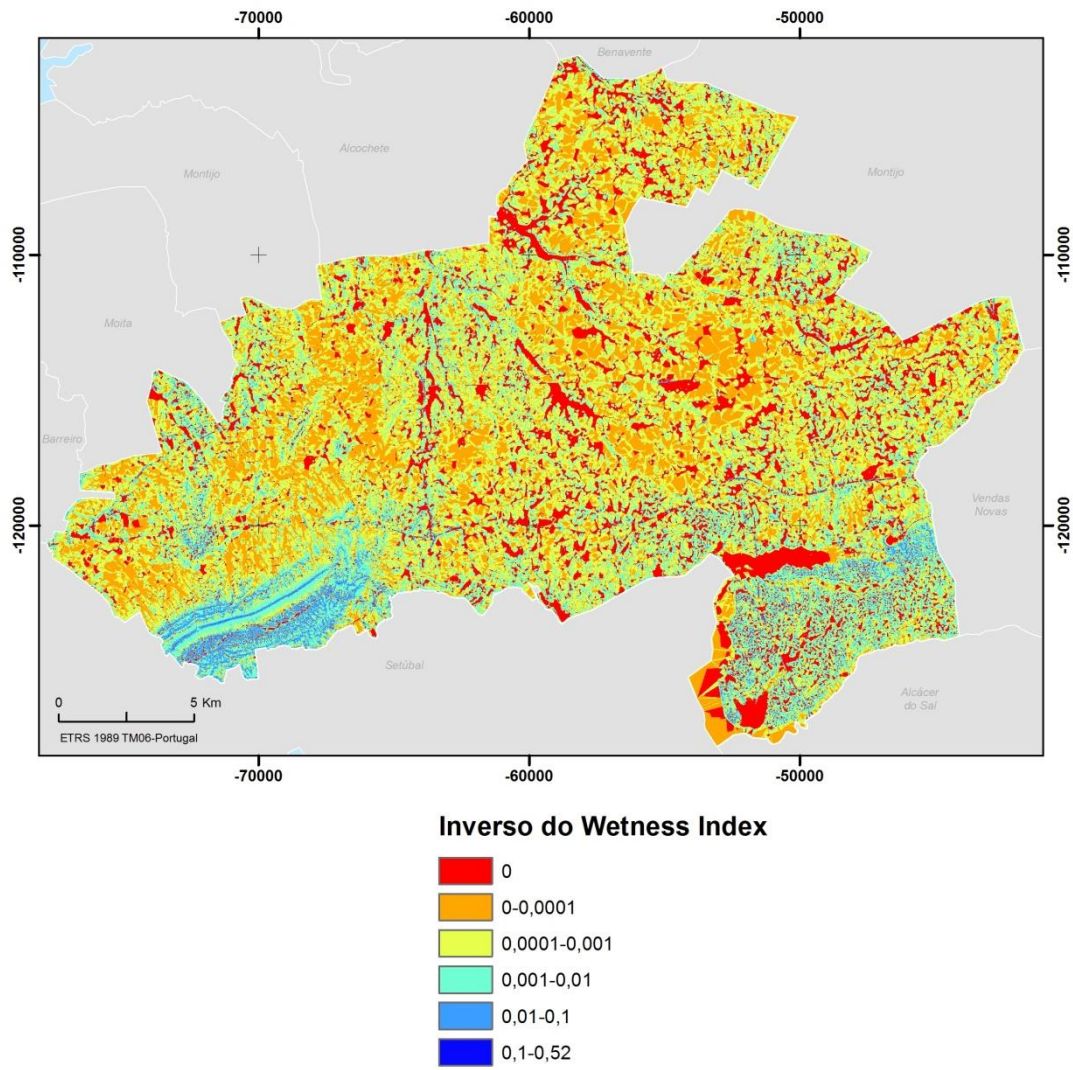 -70000 -60000 -50000
Benavente
Alcochete
Montijo
Montijo
-110000
-110000
Moita
Barreiro
Vendas
Novas
-120000
-120000
Setúbal
Alcácer
do Sal
0 5 Km
ETRS 1989 TM06-Portugal
-70000 -60000 -50000
Inverso do Wetness Index
0
0-0,0001
0,0001-0,001
0,001-0,01
0,01-0,1
0,1-0,52